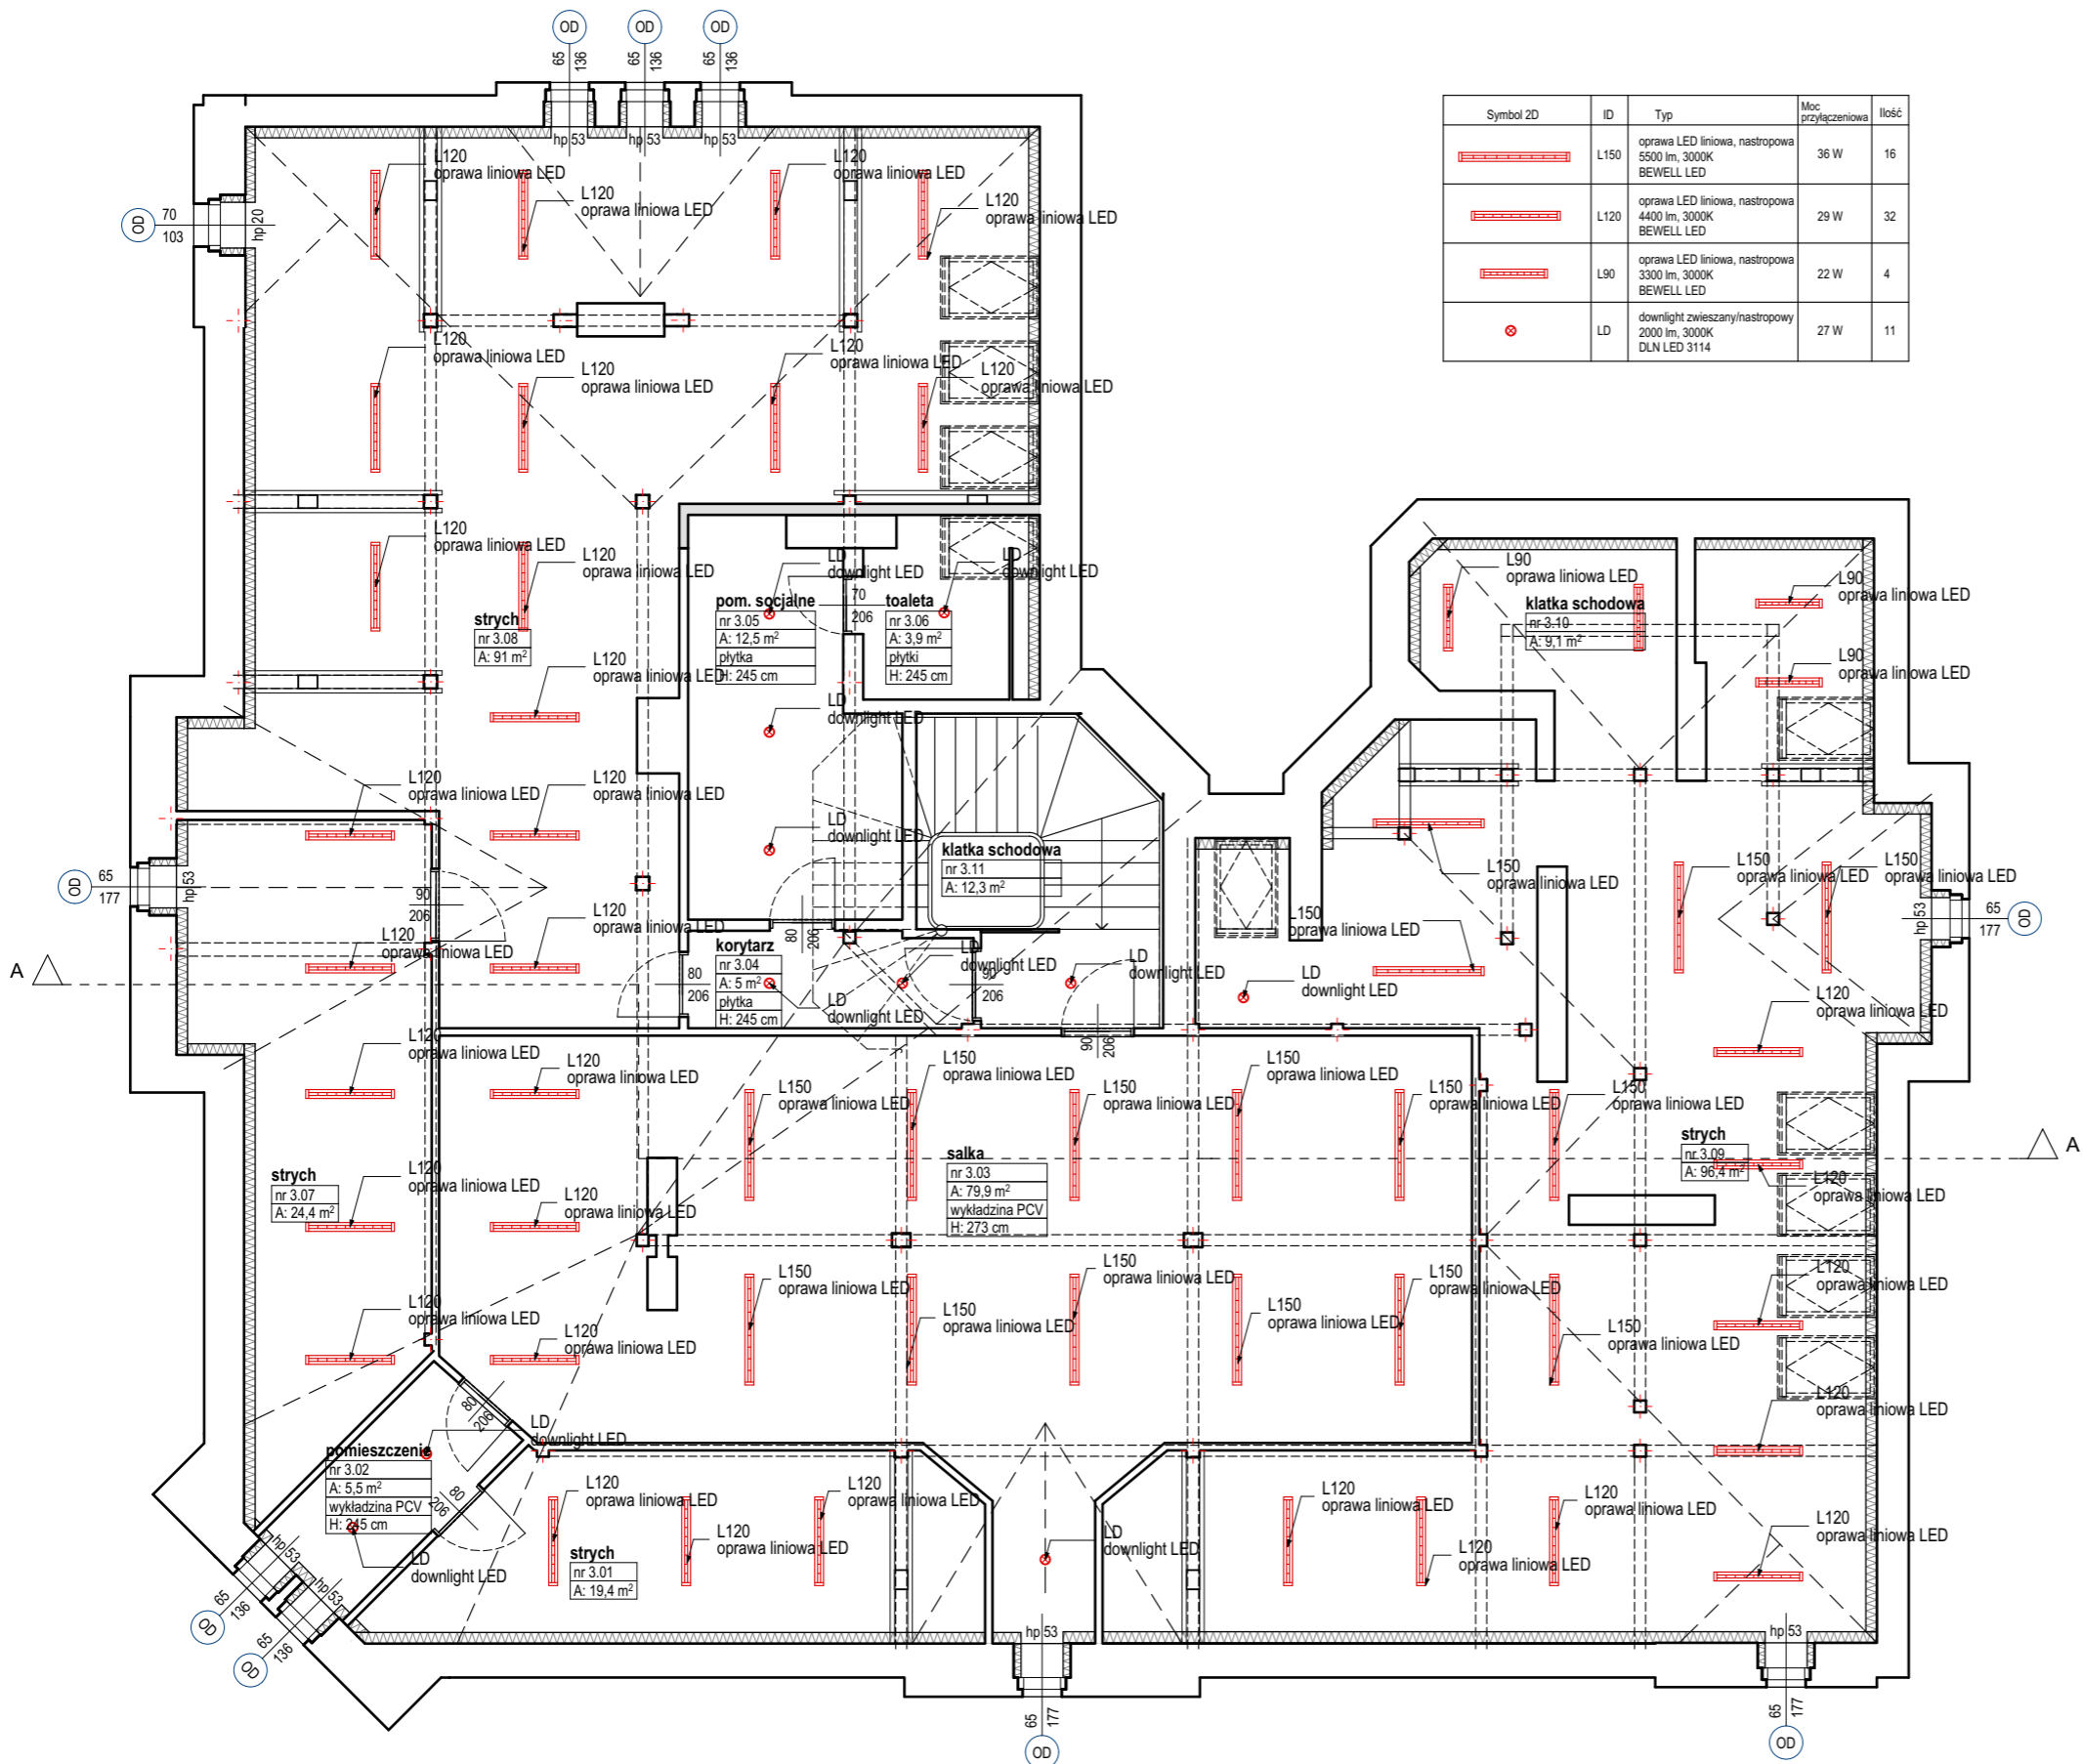 OD
OD
OD
65
136
65
136
65
136
hp 53
hp 53
hp 53
Symbol 2D
ID
Typ
Moc
przyłączeniowa
Ilość
L150
oprawa LED liniowa, nastropowa
5500 lm, 3000K
BEWELL LED
36 W
16
L120
oprawa LED liniowa, nastropowa
4400 lm, 3000K
BEWELL LED
29 W
32
L90
oprawa LED liniowa, nastropowa
3300 lm, 3000K
BEWELL LED
22 W
4
LD
downlight zwieszany/nastropowy
2000 lm, 3000K
DLN LED 3114
27 W
11
L120
oprawa liniowa LED
L120
oprawa liniowa LED
L120
oprawa liniowa LED
L120
oprawa liniowa LED
OD
70
103
hp 20
L120
oprawa liniowa LED
L120
oprawa liniowa LED
L120
oprawa liniowa LED
L120
oprawa liniowa LED
L120
oprawa liniowa LED
L120
oprawa liniowa LED
strych
nr 3.08
A: 91 m²
LD
downlight LED
LD
downlight LED
pom. socjalne
nr 3.05
A: 12,5 m²
płytka
H: 245 cm
70
206
toaleta
nr 3.06
A: 3,9 m²
płytki
H: 245 cm
L90
oprawa liniowa LED
L90
oprawa liniowa LED
klatka schodowa
nr 3.10
A: 9,1 m²
L90
oprawa liniowa LED
L120
oprawa liniowa LED
LD
downlight LED
L120
oprawa liniowa LED
L120
oprawa liniowa LED
LD
downlight LED
klatka schodowa
nr 3.11
A: 12,3 m²
L150
oprawa liniowa LED
L150
oprawa liniowa LED
L150
oprawa liniowa LED
OD
65
177
hp 53
90
206
L150
oprawa liniowa LED
hp 53
65
177
OD
L120
oprawa liniowa LED
L120
oprawa liniowa LED
80
206
korytarz
nr 3.04
A: 5 m²
płytka
H: 245 cm
80
206
LD
downlight LED
LD
downlight LED
90
206
LD
downlight LED
LD
downlight LED
A
L120
oprawa liniowa LED
90
206
L120
oprawa liniowa LED
L120
oprawa liniowa LED
L150
oprawa liniowa LED
L150
oprawa liniowa LED
L150
oprawa liniowa LED
L150
oprawa liniowa LED
L150
oprawa liniowa LED
L150
oprawa liniowa LED
strych
nr 3.09
A: 96,4 m²
A
salka
nr 3.03
A: 79,9 m²
wykładzina PCV
H: 273 cm
strych
nr 3.07
A: 24,4 m²
L120
oprawa liniowa LED
L120
oprawa liniowa LED
L120
oprawa liniowa LED
L150
oprawa liniowa LED
L150
oprawa liniowa LED
L150
oprawa liniowa LED
L150
oprawa liniowa LED
L150
oprawa liniowa LED
L120
oprawa liniowa LED
L120
oprawa liniowa LED
L120
oprawa liniowa LED
L150
oprawa liniowa LED
L120
oprawa liniowa LED
80
206
LD
downlight LED
pomieszczenie
nr 3.02
A: 5,5 m²
wykładzina PCV
H: 245 cm
80
206
LD
downlight LED
L120
oprawa liniowa LED
L120
oprawa liniowa LED
L120
oprawa liniowa LED
strych
nr 3.01
A: 19,4 m²
LD
downlight LED
L120
oprawa liniowa LED
L120
oprawa liniowa LED
L120
oprawa liniowa LED
L120
oprawa liniowa LED
hp 53
hp 53
65
136
OD
65
136
OD
hp 53
65
177
OD
hp 53
65
177
OD